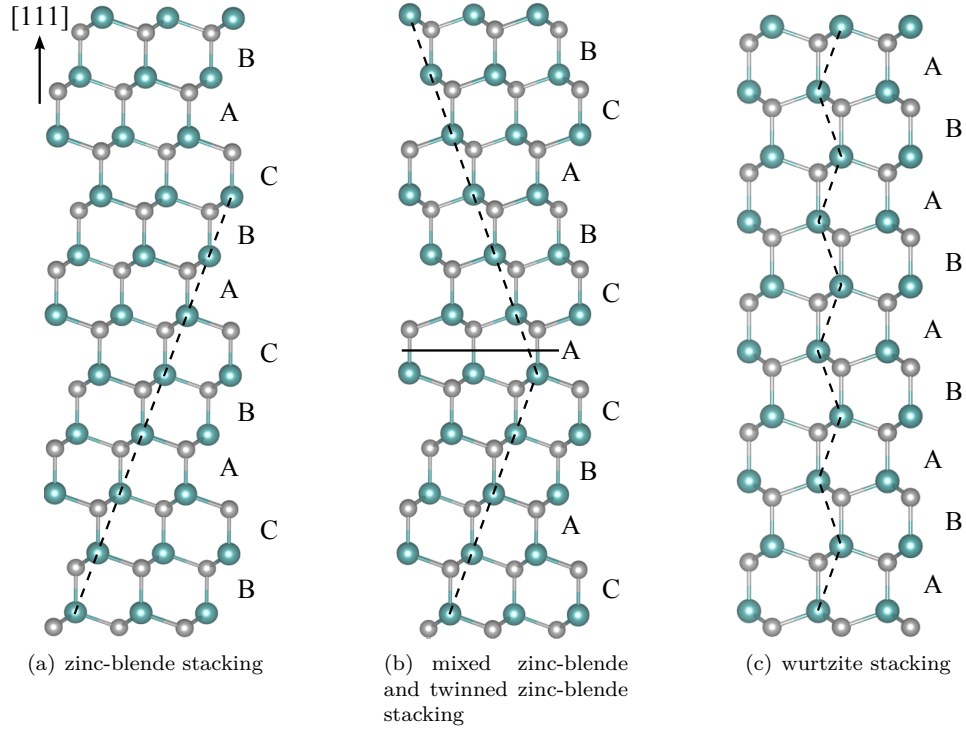 [111]
B
A
C
B
A
C
B
A
C
B
(a) zinc-blende stacking
B
C
A
B
C
A
C
B
A
C
(b) mixed zinc-blende
and twinned zinc-blende
stacking
A
B
A
B
A
B
A
B
A
(c) wurtzite stacking